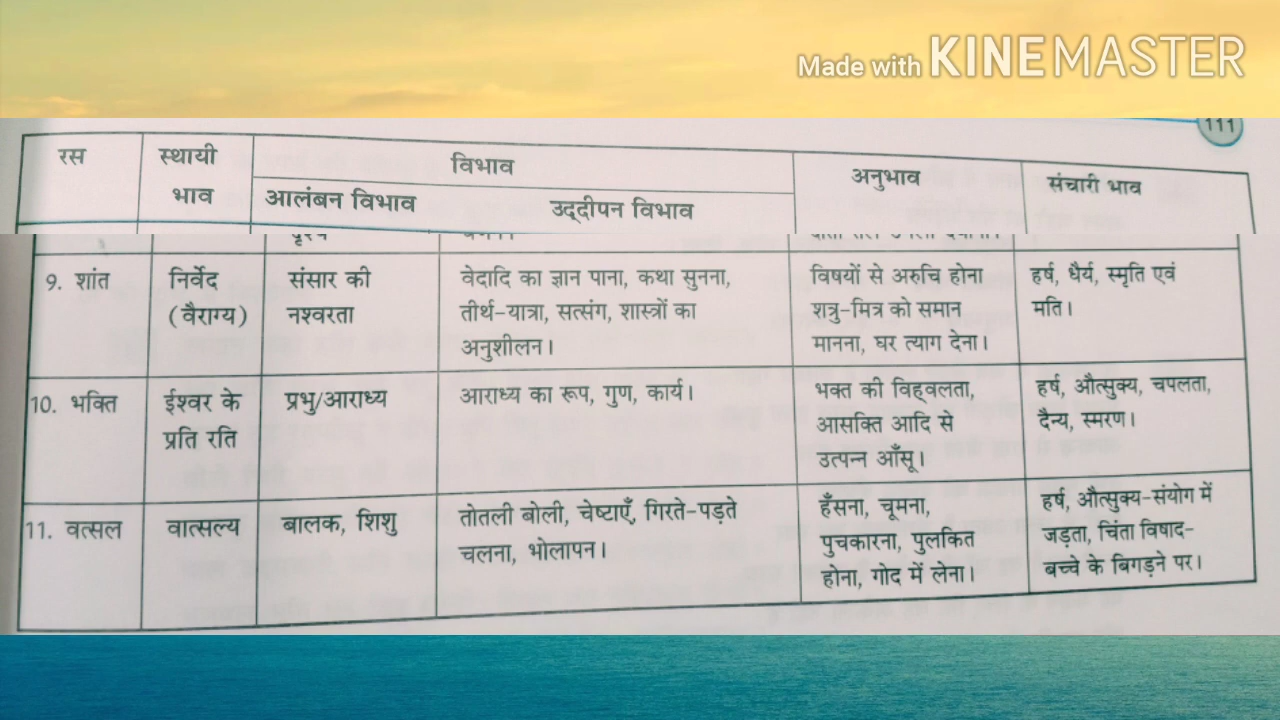 Made with KINEMASTER
111
रस स्थायी भाव विभाव अनुभाव संचारी भाव
आलंबन विभाव उद्दीपन विभाव
दृश्य
9. शांत निर्वेद संसार की वेदादि का ज्ञान पाना, कथा सुनना, विषयों से अरुचि होना हर्ष, धैर्य, स्मृति एवं
(वैराग्य) नश्वरता तीर्थ-यात्रा, सत्संग, शास्त्रों का शत्रु-मित्र को समान मति।
अनुशीलन। मानना, घर त्याग देना।
10. भक्ति ईश्वर के प्रभु/आराध्य आराध्य का रूप, गुण, कार्य। भक्त की विह्वलता, हर्ष, औत्सुक्य, चपलता,
प्रति रति आसक्ति आदि से दैन्य, स्मरण।
उत्पन्न आँसू।
11. वत्सल वात्सल्य बालक, शिशु तोतली बोली, चेष्टाएँ, गिरते-पड़ते हँसना, चूमना, हर्ष, औत्सुक्य-संयोग में
चलना, भोलापन। पुचकारना, पुलकित जड़ता, चिंता विषाद-
होना, गोद में लेना। बच्चे के बिगड़ने पर।